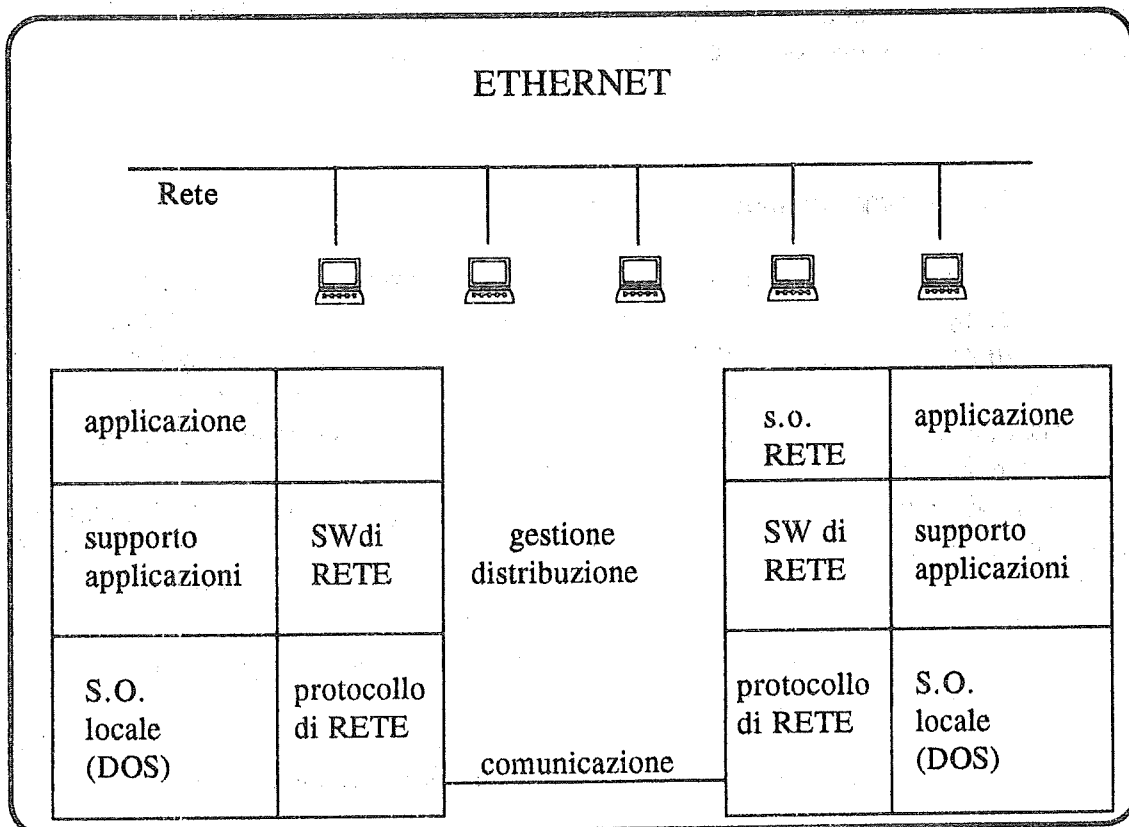 ETHERNET
Rete
applicazione
s.o.
RETE
applicazione
supporto
applicazioni
SWdi
RETE
gestione
distribuzione
SW di
RETE
supporto
applicazioni
S.O.
locale
(DOS)
protocollo
di RETE
comunicazione
protocollo
di RETE
S.O.
locale
(DOS)